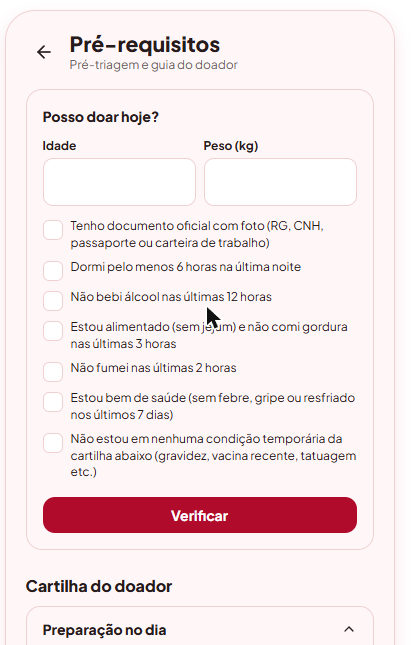 Pré-requisitos
Pré-triagem e guia do doador
Posso doar hoje?
Idade
Peso (kg)
Tenho documento oficial com foto (RG, CNH,
passaporte ou carteira de trabalho)
Dormi pelo menos 6 horas na última noite
Não bebi álcool nas últimas 12 horas
Estou alimentado (sem jejum) e não comi gordura
nas últimas 3 horas
Não fumei nas últimas 2 horas
Estou bem de saúde (sem febre, gripe ou resfriado
nos últimos 7 dias)
Não estou em nenhuma condição temporária da
cartilha abaixo (gravidez, vacina recente, tatuagem
etc.)
Verificar
Cartilha do doador
Preparação no dia